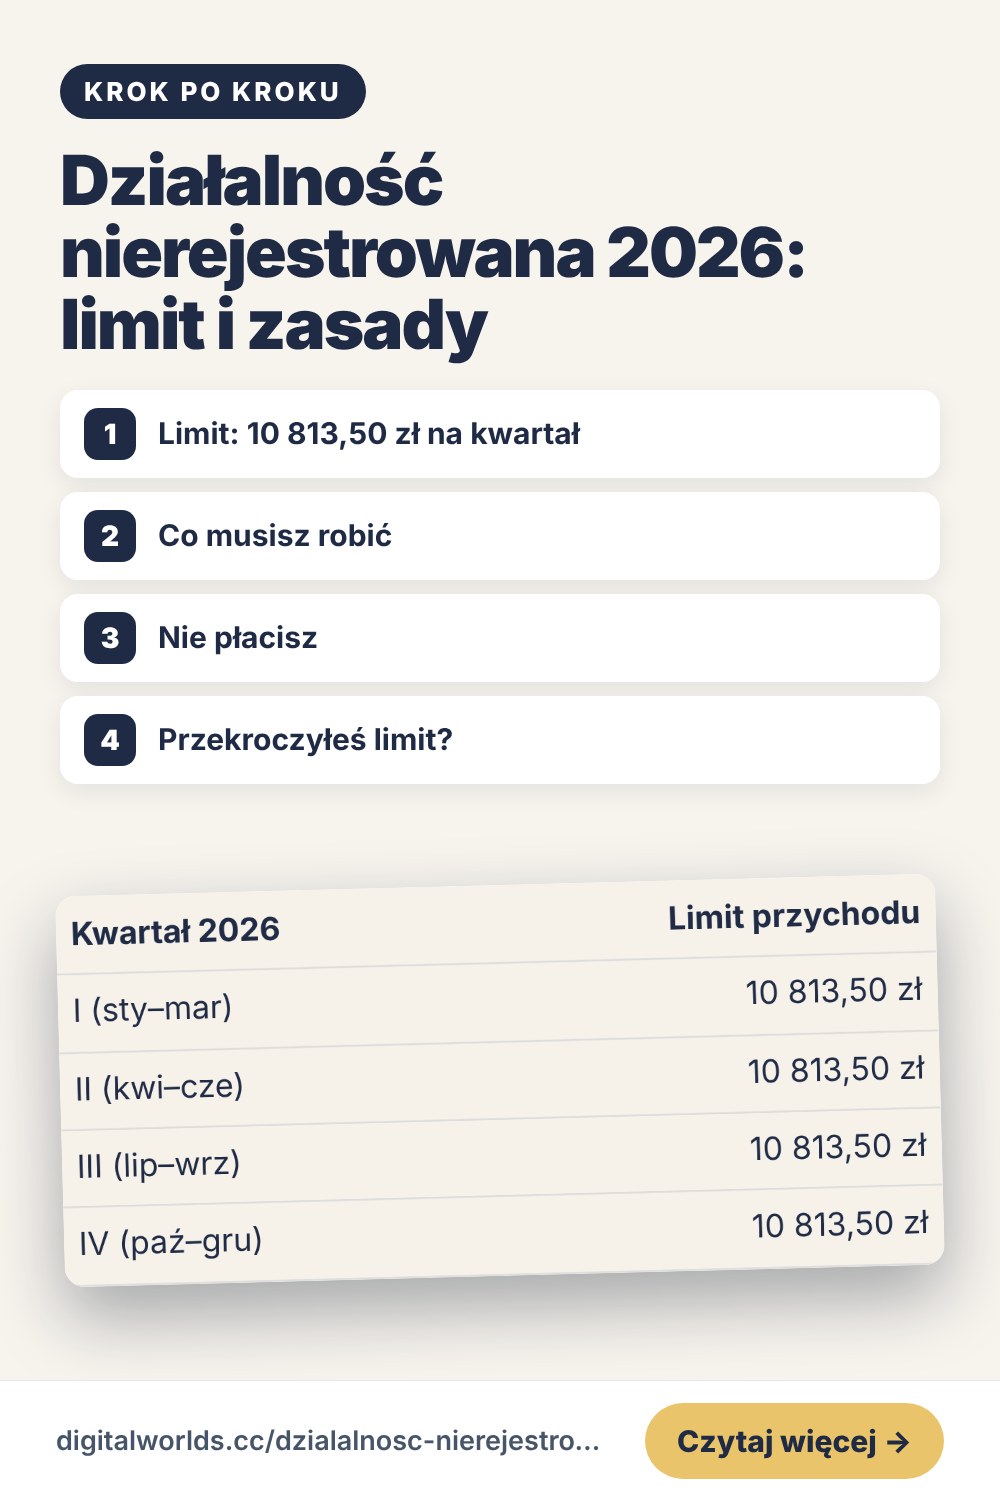 KROK PO KROKU
Działalność
nierejestrowana 2026:
limit i zasady
1 Limit: 10 813,50 zł na kwartał
2 Co musisz robić
3 Nie płacisz
4 Przekroczyłeś limit?
Kwartał 2026 Limit przychodu
I (sty–mar) 10 813,50 zł
II (kwi–cze) 10 813,50 zł
III (lip–wrz) 10 813,50 zł
IV (paź–gru) 10 813,50 zł
digitalworlds.cc/dzialalnosc-nierejestro... Czytaj więcej →